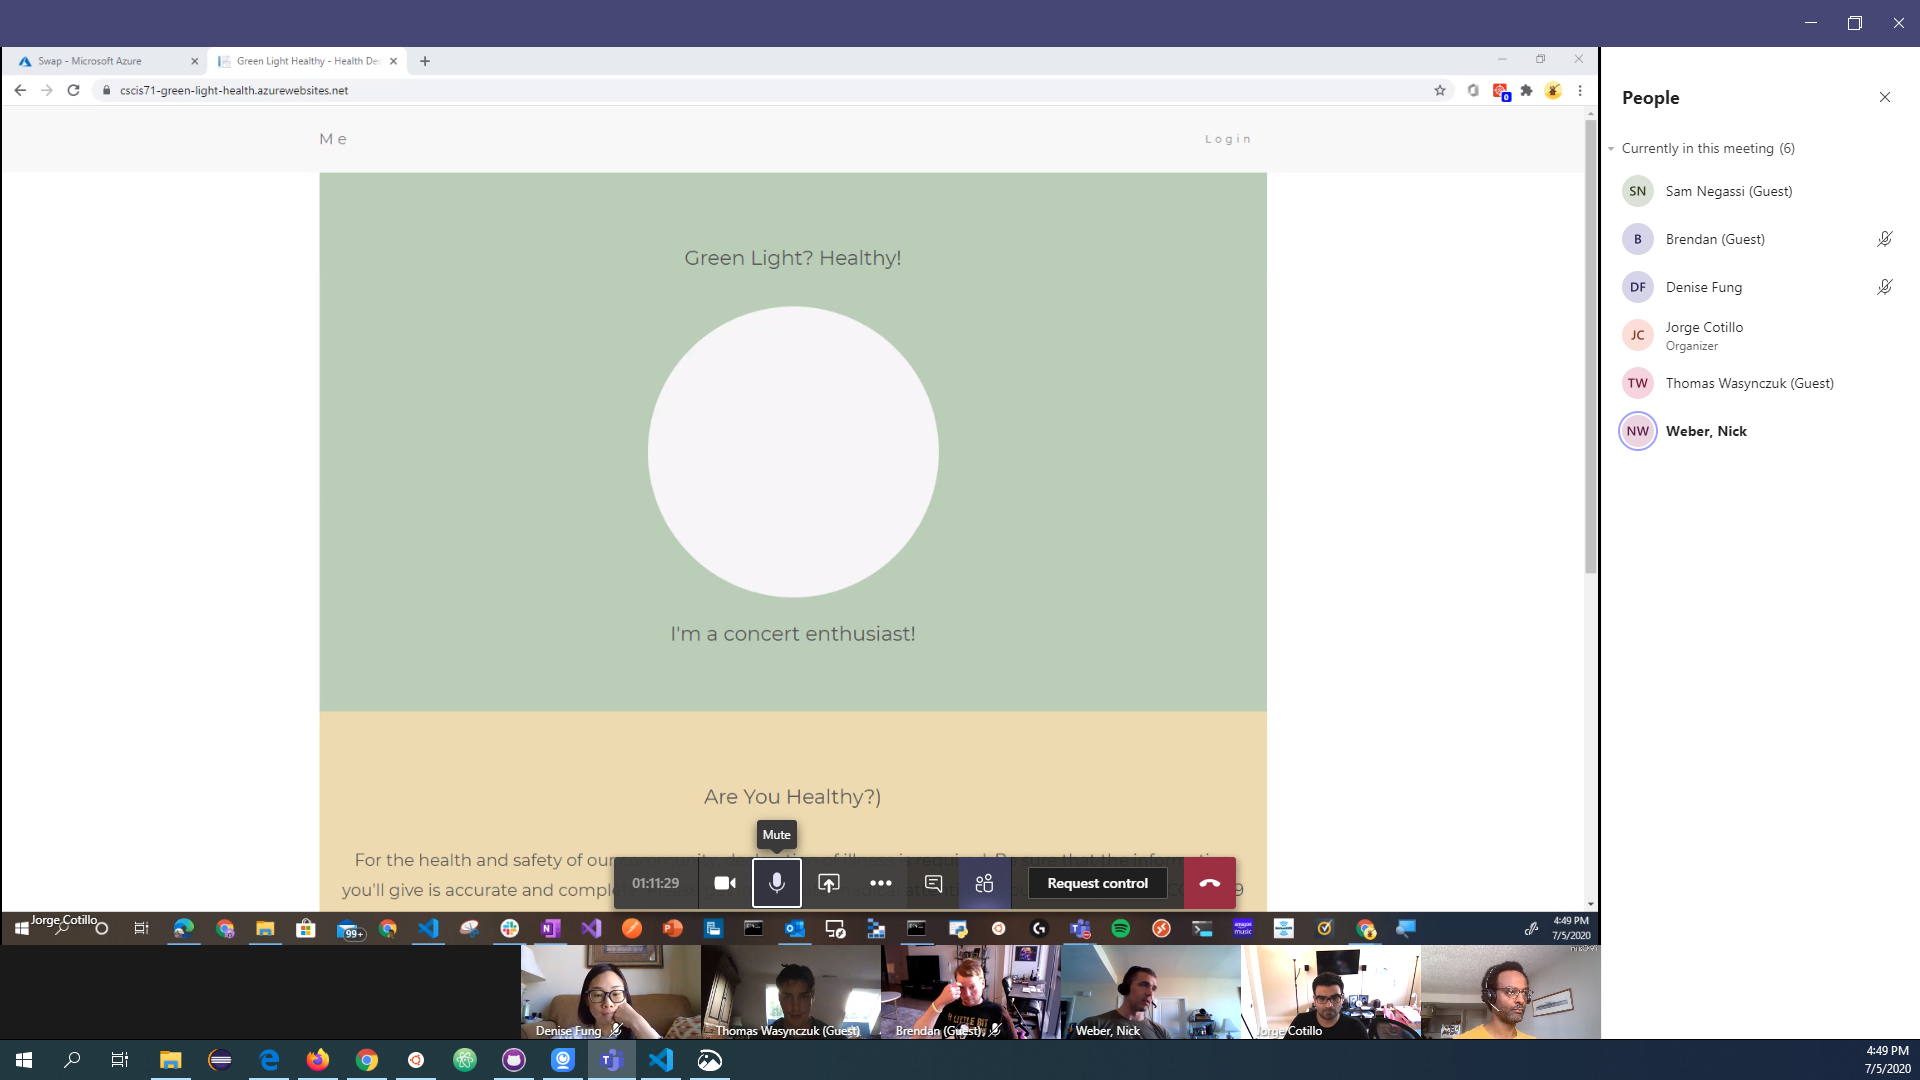 Swap - Microsoft Azure
Green Light Healthy - Health De
cscis71-green-light-health.azurewebsites.net
0
Me
Login
Green Light? Healthy!
I'm a concert enthusiast!
Are You Healthy?)
For the health and safety of our
you'll give is accurate and
Mute
01:11:29
Request control
Jorge Cotillo
99+
4:49 PM
7/5/2020
People
Currently in this meeting (6)
SN
Sam Negassi (Guest)
B
Brendan (Guest)
DF
Denise Fung
JC
Jorge Cotillo
Organizer
TW
Thomas Wasynczuk (Guest)
NW
Weber, Nick
Denise Fung
Thomas Wasynczuk (Guest)
Brendan (Guest)
Weber, Nick
Jorge Cotillo
4:49 PM
7/5/2020